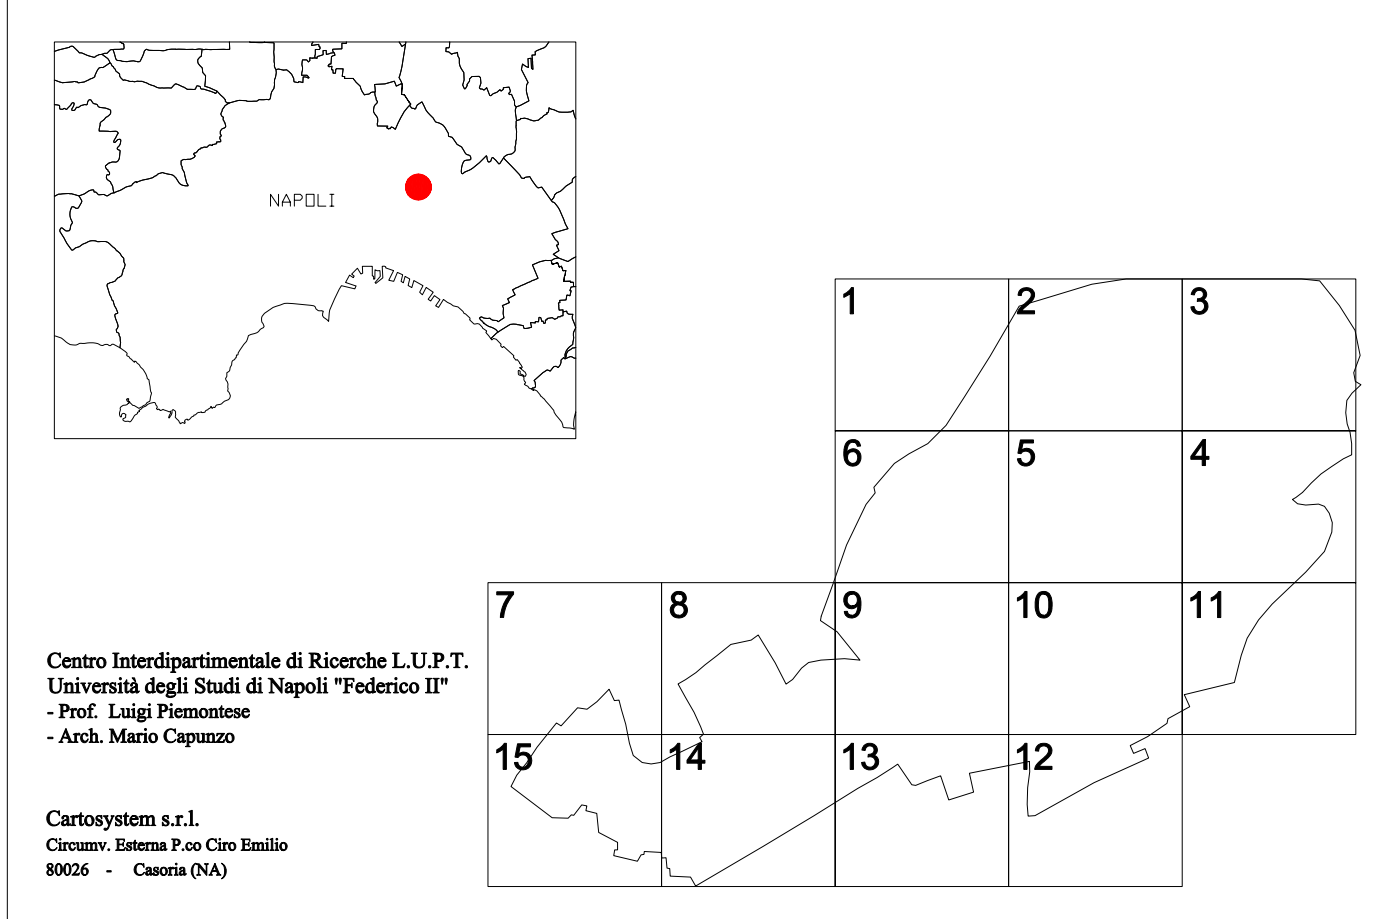 NAPOLI
1 2 3
6 5 4
7 8 9 10 11
15 14 13 12
Centro Interdipartimentale di Ricerche L.U.P.T.
Università degli Studi di Napoli "Federico II"
- Prof. Luigi Piemontese
- Arch. Mario Capunzo
Cartosystem s.r.l.
Circumv. Esterna P.co Ciro Emilio
80026 - Casoria (NA)